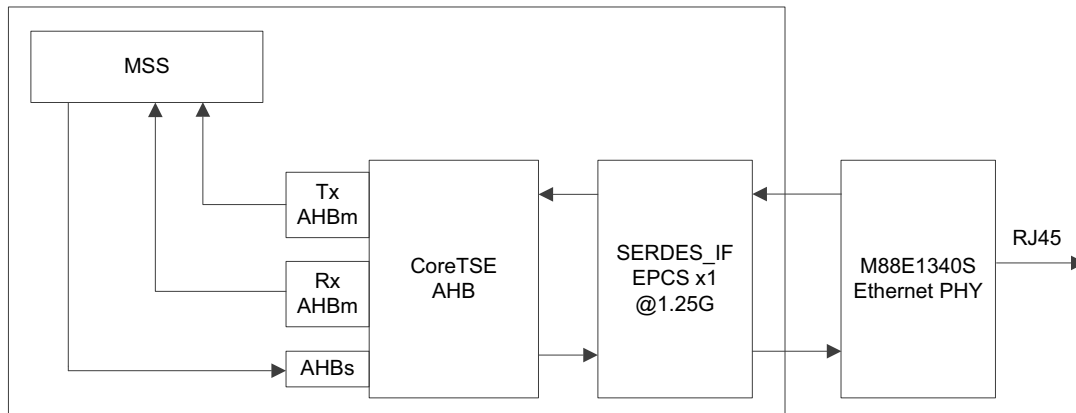 MSS
Tx
AHBm
Rx
AHBm
AHBs
CoreTSE
AHB
SERDES_IF
EPCS x1
@1.25G
M88E1340S
Ethernet PHY
RJ45